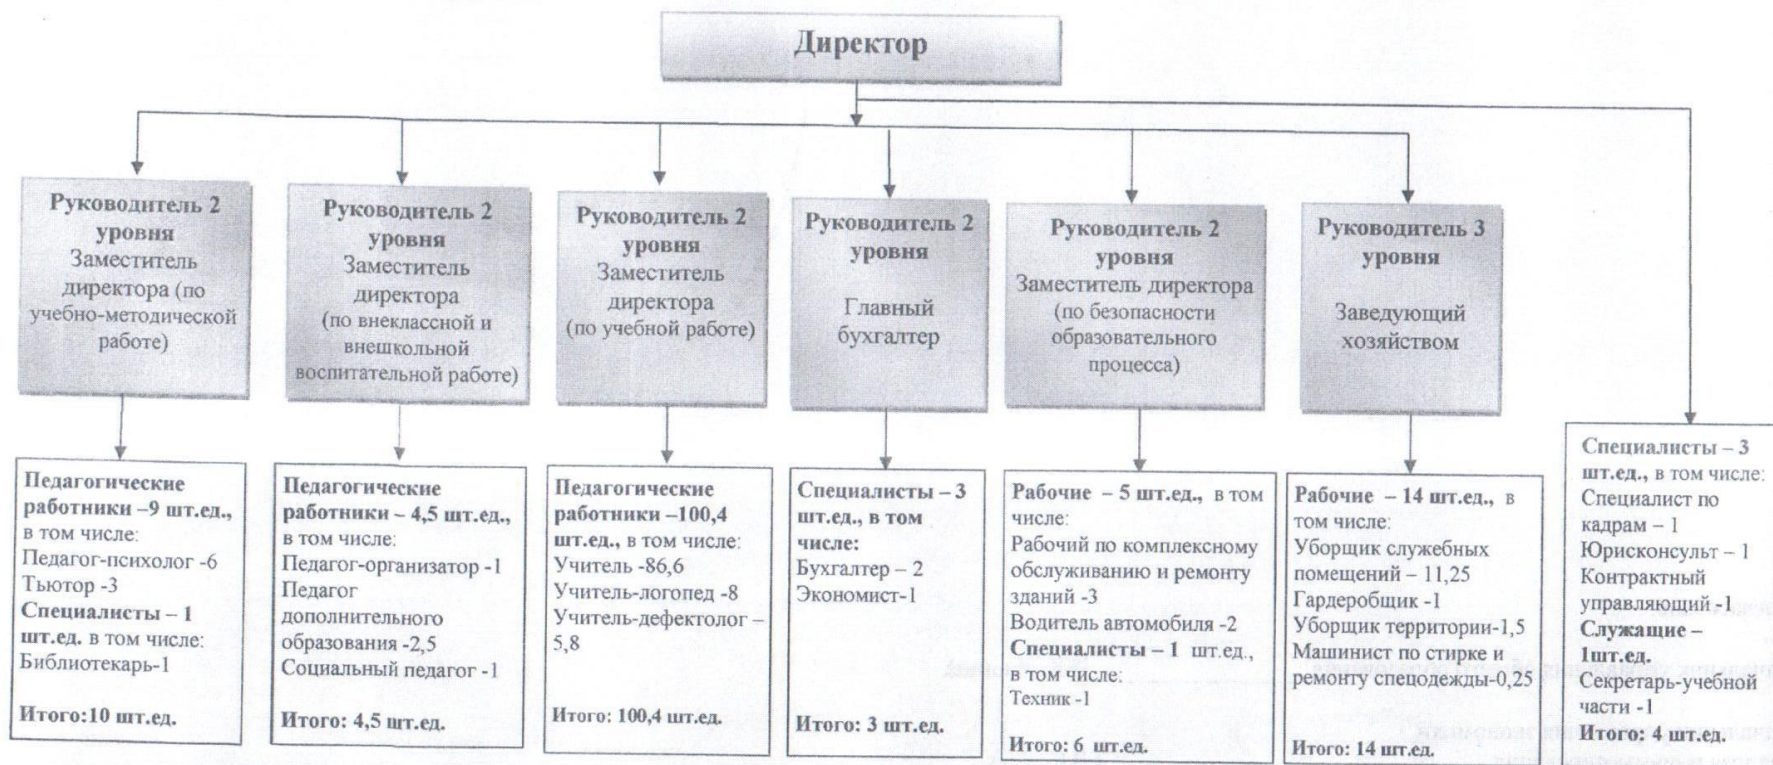 Директор
Руководитель 2
уровня
Заместитель
директора (по
учебно-методической
работе)
Руководитель 2
уровня
Заместитель
директора
(по внеклассной и
внешкольной
воспитательной работе)
Руководитель 2
уровня
Заместитель
директора
(по учебной работе)
Руководитель 2
уровня
Главный
бухгалтер
Руководитель 2
уровня
Заместитель директора
(по безопасности
образовательного
процесса)
Руководитель 3
уровня
Заведующий
хозяйством
Педагогические
работники –9 шт.ед.,
в том числе:
Педагог-психолог -6
Тьютор -3
Специалисты – 1
шт.ед. в том числе:
Библиотекарь-1
Итого:10 шт.ед.
Педагогические
работники – 4,5 шт.ед.,
в том числе:
Педагог-организатор -1
Педагог
дополнительного
образования -2,5
Социальный педагог -1
Итого: 4,5 шт.ед.
Педагогические
работники –100,4
шт.ед., в том числе:
Учитель -86,6
Учитель-логопед -8
Учитель-дефектолог –
5,8
Итого: 100,4 шт.ед.
Специалисты – 3
шт.ед., в том
числе:
Бухгалтер – 2
Экономист-1
Итого: 3 шт.ед.
Рабочие – 5 шт.ед., в том
числе:
Рабочий по комплексному
обслуживанию и ремонту
зданий -3
Водитель автомобиля -2
Специалисты – 1 шт.ед.,
в том числе:
Техник -1
Итого: 6 шт.ед.
Рабочие – 14 шт.ед., в
том числе:
Уборщик служебных
помещений – 11,25
Гардеробщик -1
Уборщик территории-1,5
Машинист по стирке и
ремонту спецодежды-0,25
Итого: 14 шт.ед.
Специалисты – 3
шт.ед., в том числе:
Специалист по
кадрам – 1
Юрисконсульт – 1
Контрактный
управляющий -1
Служащие –
1шт.ед.
Секретарь-учебной
части -1
Итого: 4 шт.ед.